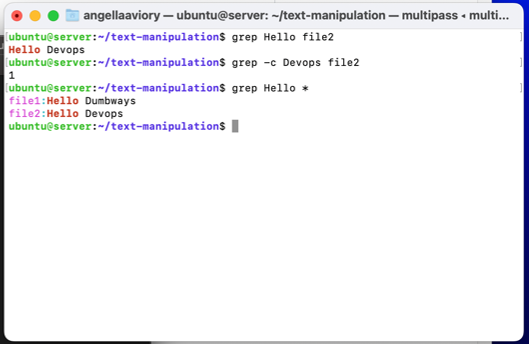 angellaaviory — ubuntu@server: ~/text-manipulation — multipass ◂ multi...
[ubuntu@server:~/text-manipulation$ grep Hello file2 ]
Hello Devops
[ubuntu@server:~/text-manipulation$ grep -c Devops file2 ]
1
[ubuntu@server:~/text-manipulation$ grep Hello * ]
file1:Hello Dumbways
file2:Hello Devops
ubuntu@server:~/text-manipulation$